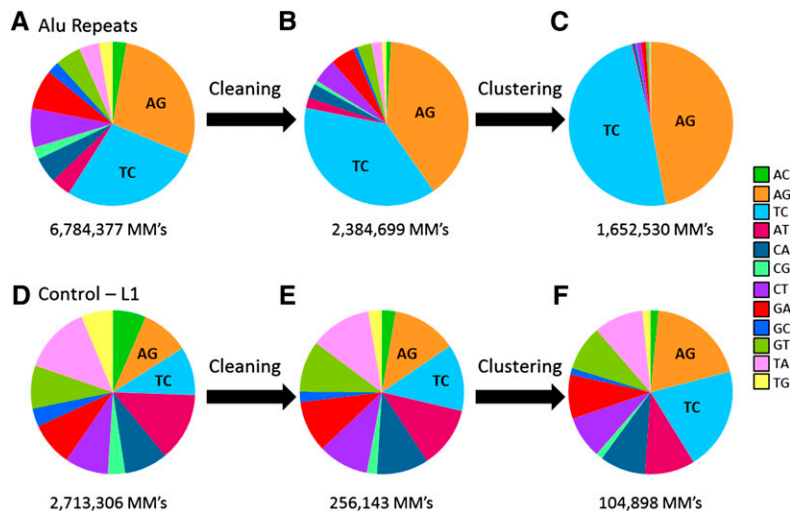 A Alu Repeats
B
C
AG
TC
Cleaning
AG
TC
Clustering
TC
AG
6,784,377 MM's
2,384,699 MM's
1,652,530 MM's
AC
AG
TC
AT
CA
CG
CT
GA
GC
GT
TA
TG
D Control – L1
E
F
AG
TC
Cleaning
AG
TC
Clustering
AG
TC
2,713,306 MM's
256,143 MM's
104,898 MM's